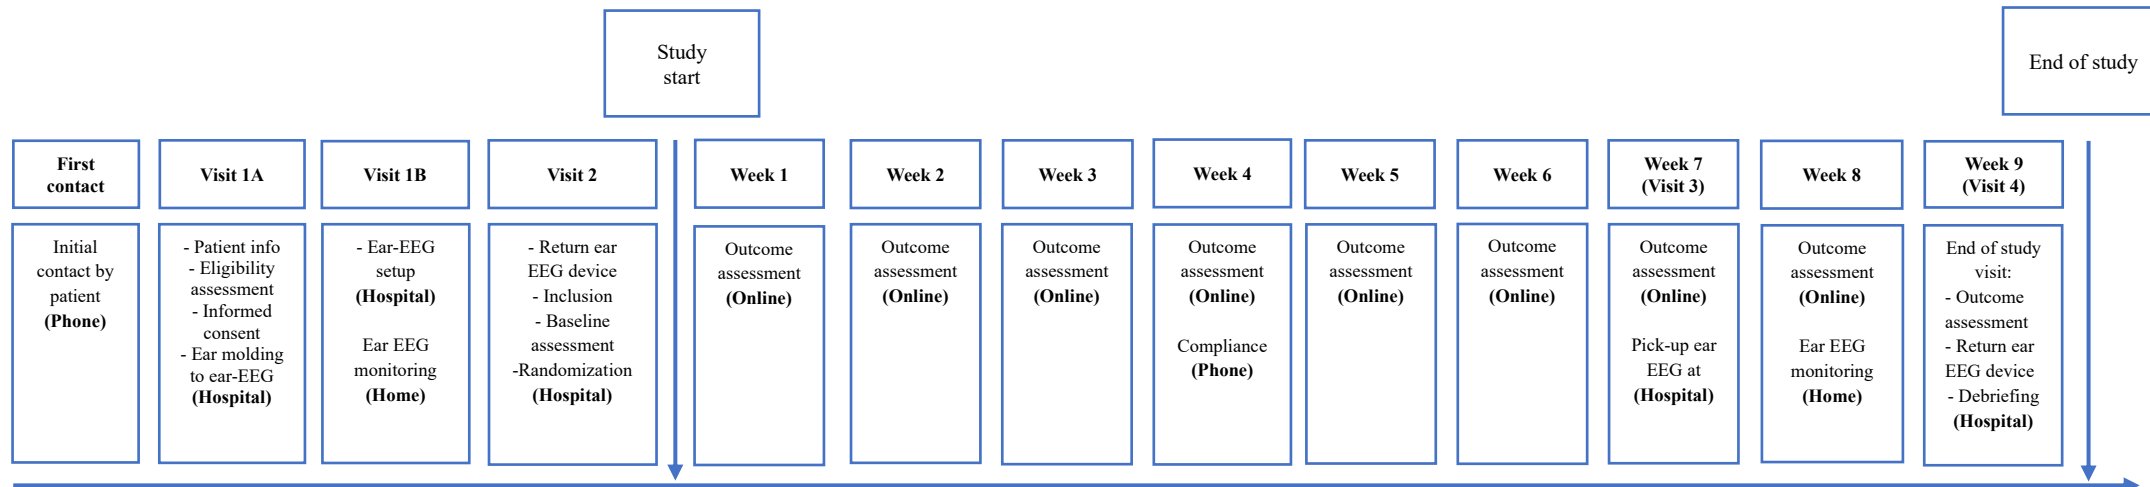 Study
start
End of study
First
contact
Visit 1A
Visit 1B
Visit 2
Week 1
Week 2
Week 3
Week 4
Week 5
Week 6
Week 7
(Visit 3)
Week 8
Week 9
(Visit 4)
Initial
contact by
patient
(Phone)
- Patient info
- Eligibility
assessment
- Informed
consent
- Ear molding
to ear-EEG
(Hospital)
- Ear-EEG
setup
(Hospital)
Ear EEG
monitoring
(Home)
- Return ear
EEG device
- Inclusion
- Baseline
assessment
-Randomization
(Hospital)
Outcome
assessment
(Online)
Outcome
assessment
(Online)
Outcome
assessment
(Online)
Outcome
assessment
(Online)
Compliance
(Phone)
Outcome
assessment
(Online)
Outcome
assessment
(Online)
Outcome
assessment
(Online)
Pick-up ear
EEG at
(Hospital)
Outcome
assessment
(Online)
Ear EEG
monitoring
(Home)
End of study
visit:
- Outcome
assessment
- Return ear
EEG device
- Debriefing
(Hospital)